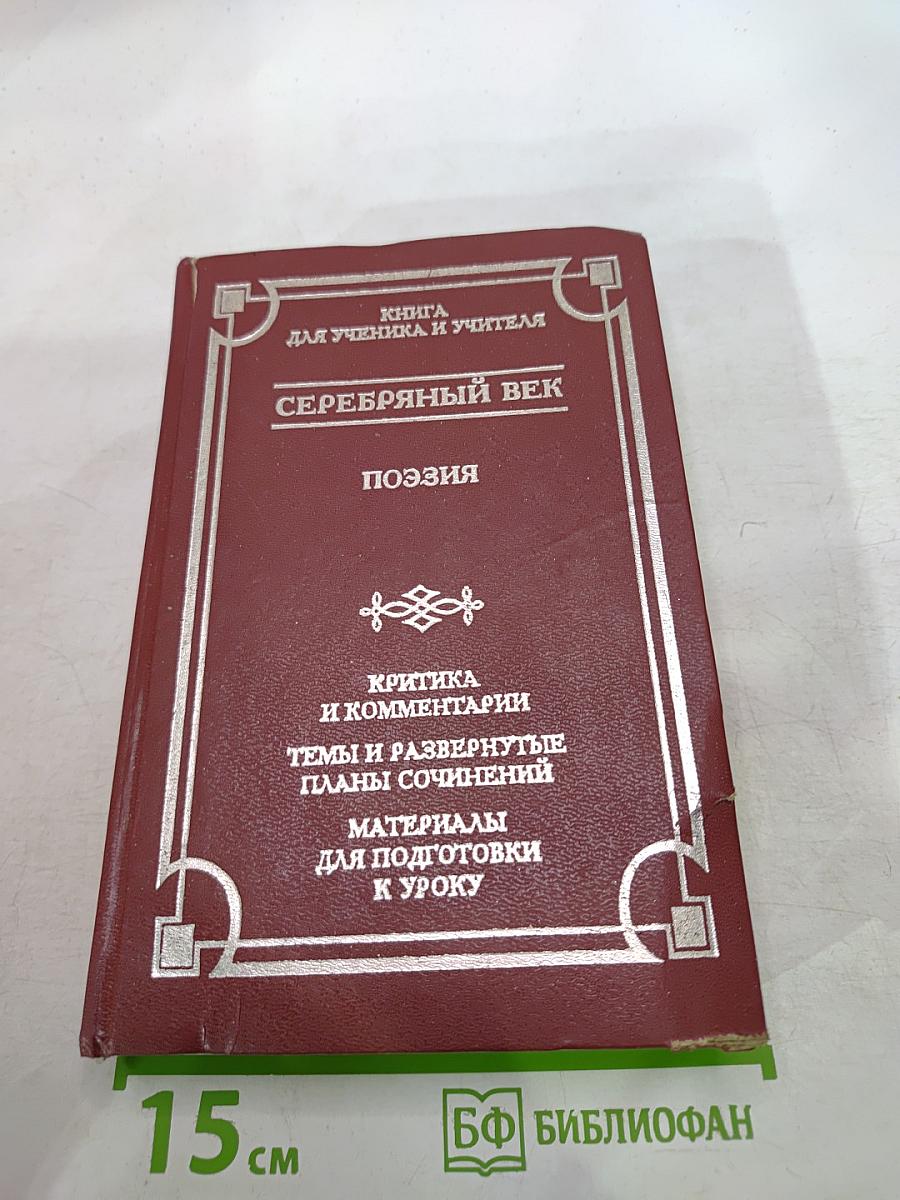 КНИГА
ДЛЯ УЧЕНИКА И УЧИТЕЛЯ
СЕРЕБРЯНЫЙ ВЕК
ПОЭЗИЯ
КРИТИКА
И КОММЕНТАРИИ
ТЕМЫ И РАЗВЕРНУТЫЕ
ПЛАНЫ СОЧИНЕНИЙ
МАТЕРИАЛЫ
ДЛЯ ПОДГОТОВКИ
К УРОКУ
15 см
БФ БИБЛИОФАН